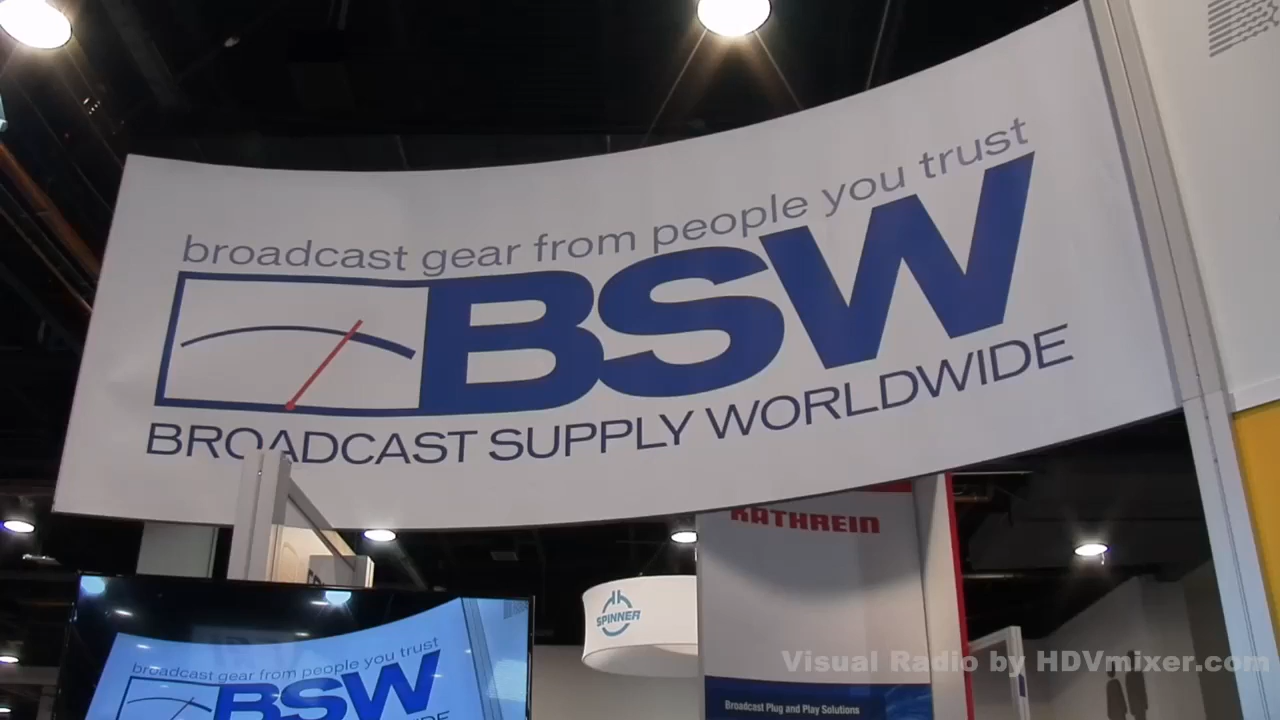 broadcast gear from people you trust
BSW
BROADCAST SUPPLY WORLDWIDE
KATHREIN
SPINNER
broadcast gear from people you trust
BSW
Visual Radio by HDVmixer.com
Broadcast Plug and Play Solutions